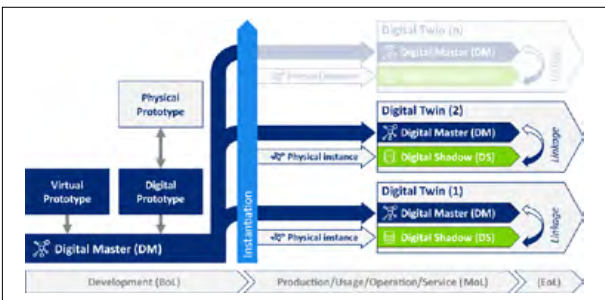 Digital Twin (n)
Digital Master (DM)
Physical
Prototype
Digital Twin (2)
Digital Master (DM)
Physical instance
Digital Shadow (DS)
Linkage
Virtual
Prototype
Digital
Prototype
Instantiation
Digital Twin (1)
Digital Master (DM)
Physical instance
Digital Shadow (DS)
Linkage
Digital Master (DM)
Development (BoL)
Production/Usage/Operation/Service (MoL)
(EoL)